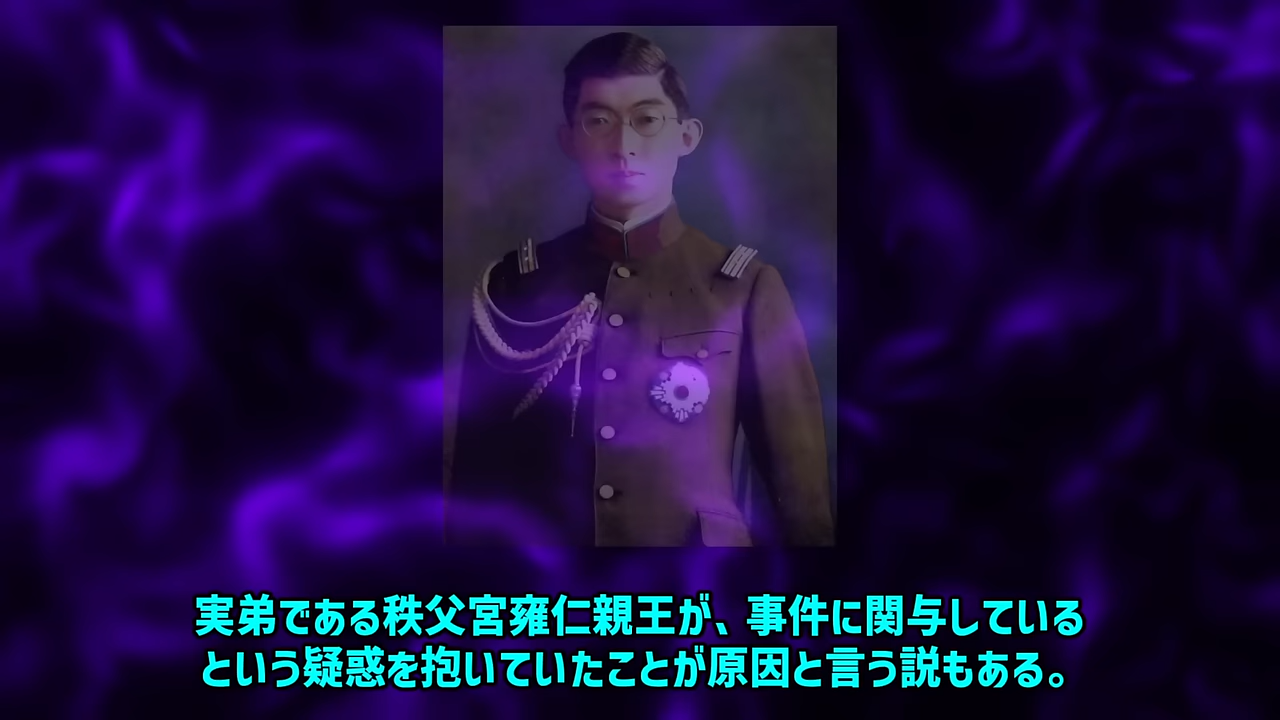 実弟である秩父宮雍仁親王が、事件に関与している
という疑惑を抱いていたことが原因と言う説もある。